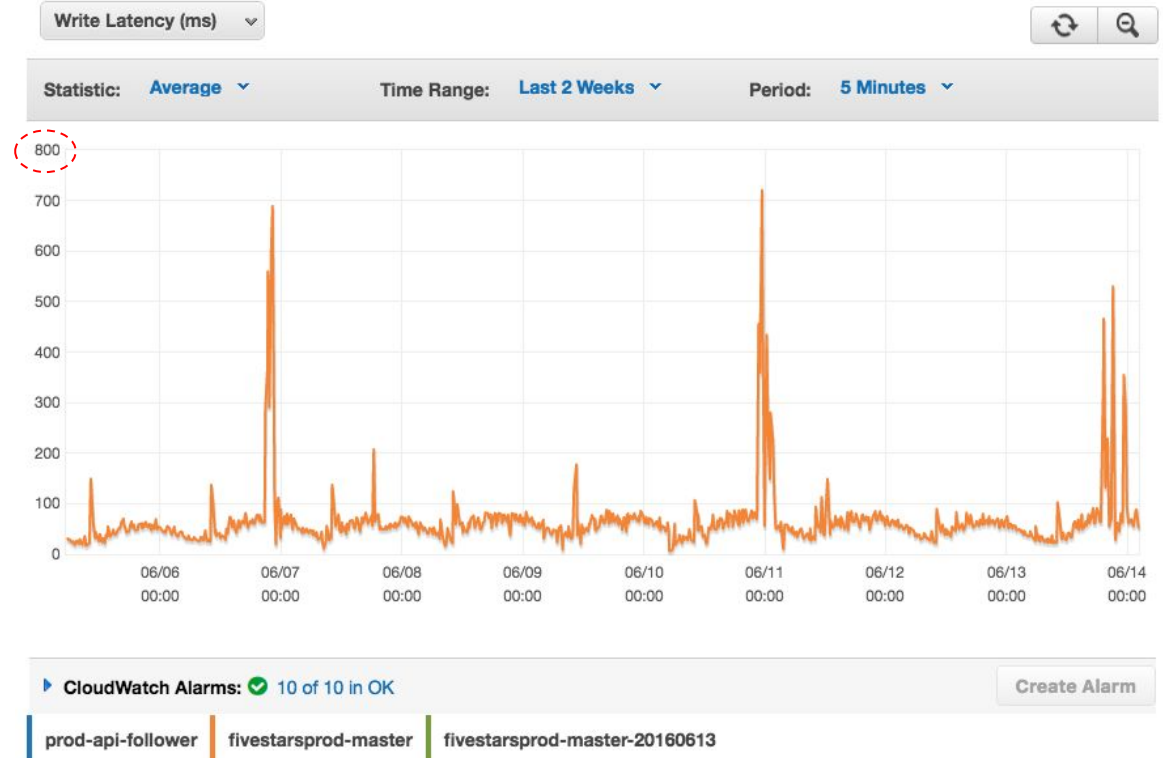 Write Latency (ms)
Statistic: Average Time Range: Last 2 Weeks Period: 5 Minutes
800
700
600
500
400
300
200
100
0
06/06 06/07 06/08 06/09 06/10 06/11 06/12 06/13 06/14
00:00 00:00 00:00 00:00 00:00 00:00 00:00 00:00 00:00
CloudWatch Alarms: 10 of 10 in OK Create Alarm
prod-api-follower fivestarsprod-master fivestarsprod-master-20160613